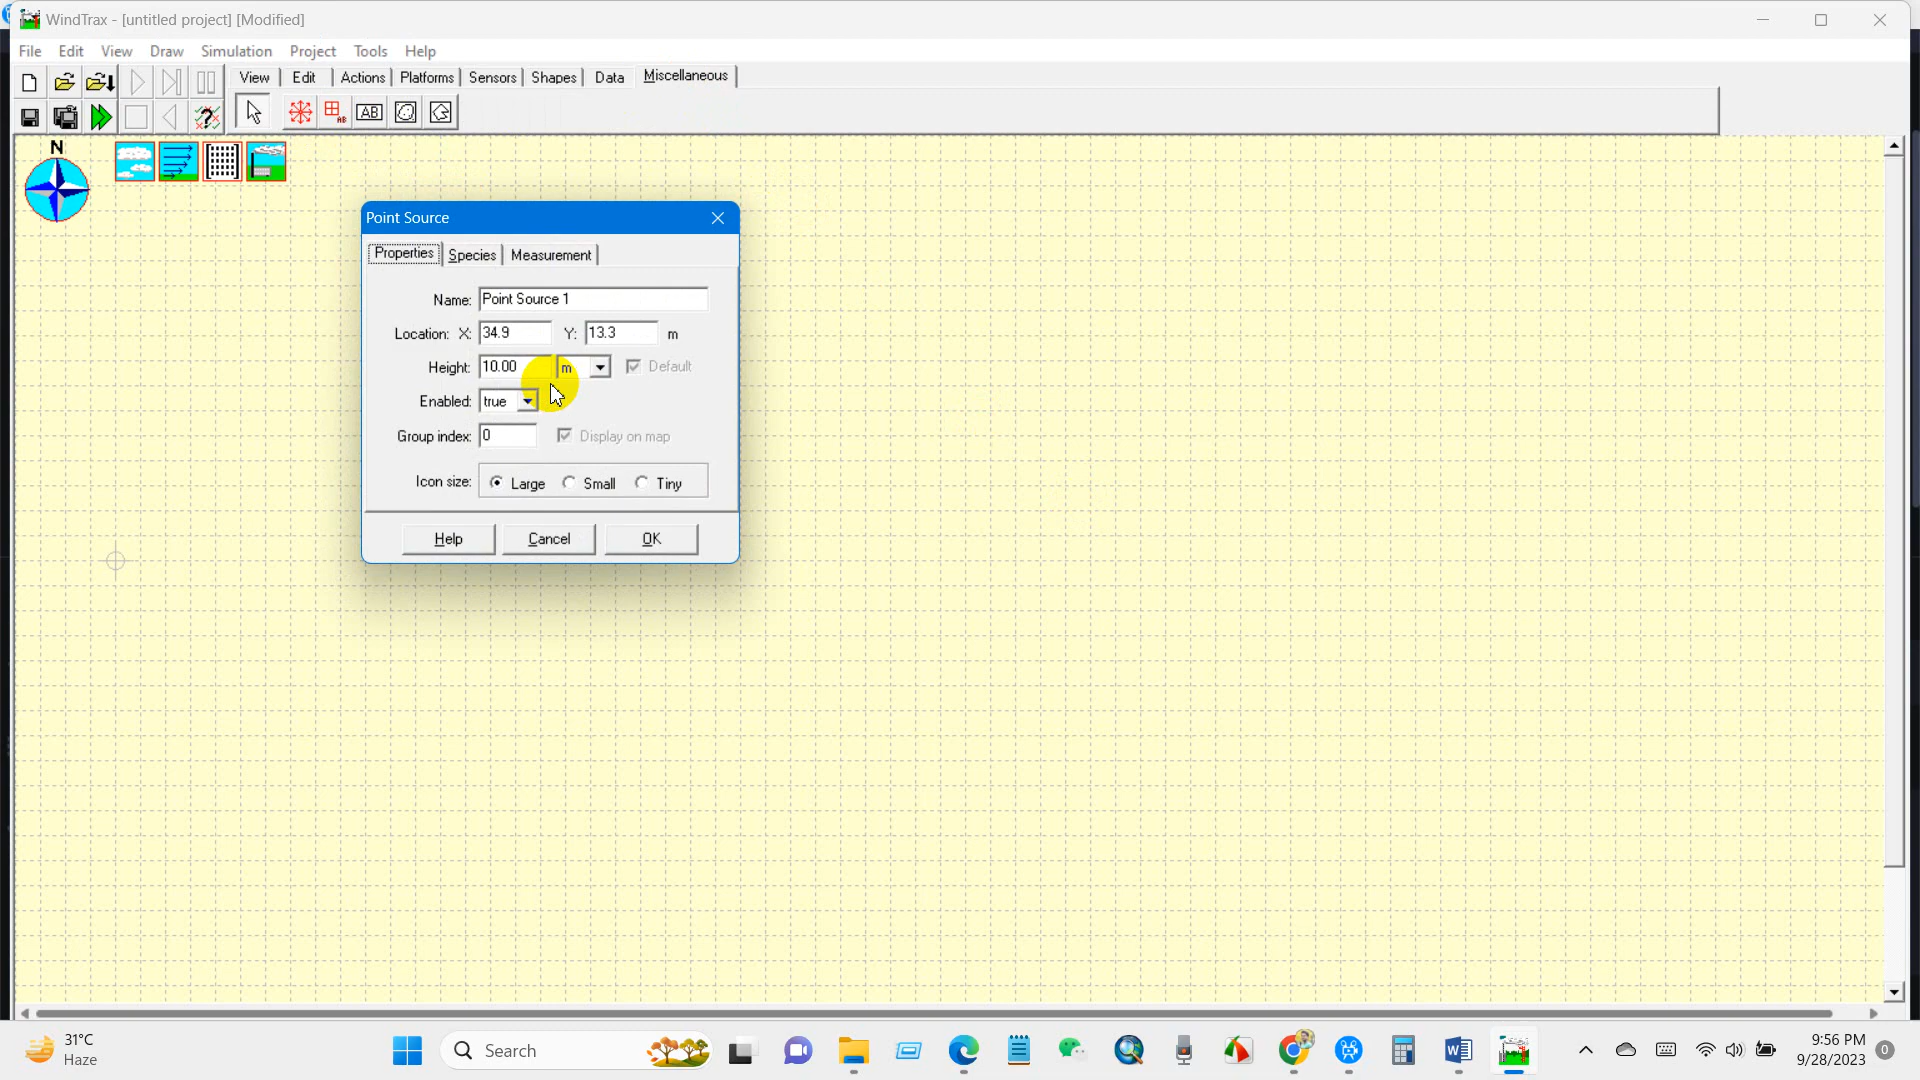 WindTrax - [untitled project] [Modified]
File Edit View Draw Simulation Project Tools Help
View Edit Actions Platforms Sensors Shapes Data Miscellaneous
AB AB
N
Point Source
Properties Species Measurement
Name: Point Source 1
Location: X: 34.9 Y: 13.3 m
Height: 10.00 m Default
Enabled: true
Group index: 0 Display on map
Icon size: Large Small Tiny
Help Cancel OK
31°C
Haze
Search
9:56 PM
9/28/2023
0